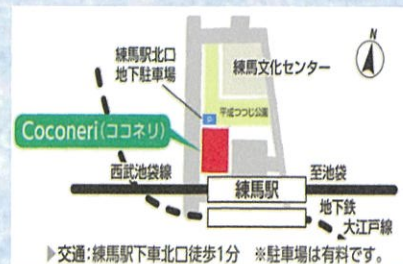 N
練馬駅北口
地下駐車場
練馬文化センター
P
平成つつじ公園
Coconeri(ココネリ)
西武池袋線
至池袋
練馬駅
地下鉄
大江戸線
▶交通:練馬駅下車北口徒歩1分 ※駐車場は有料です。